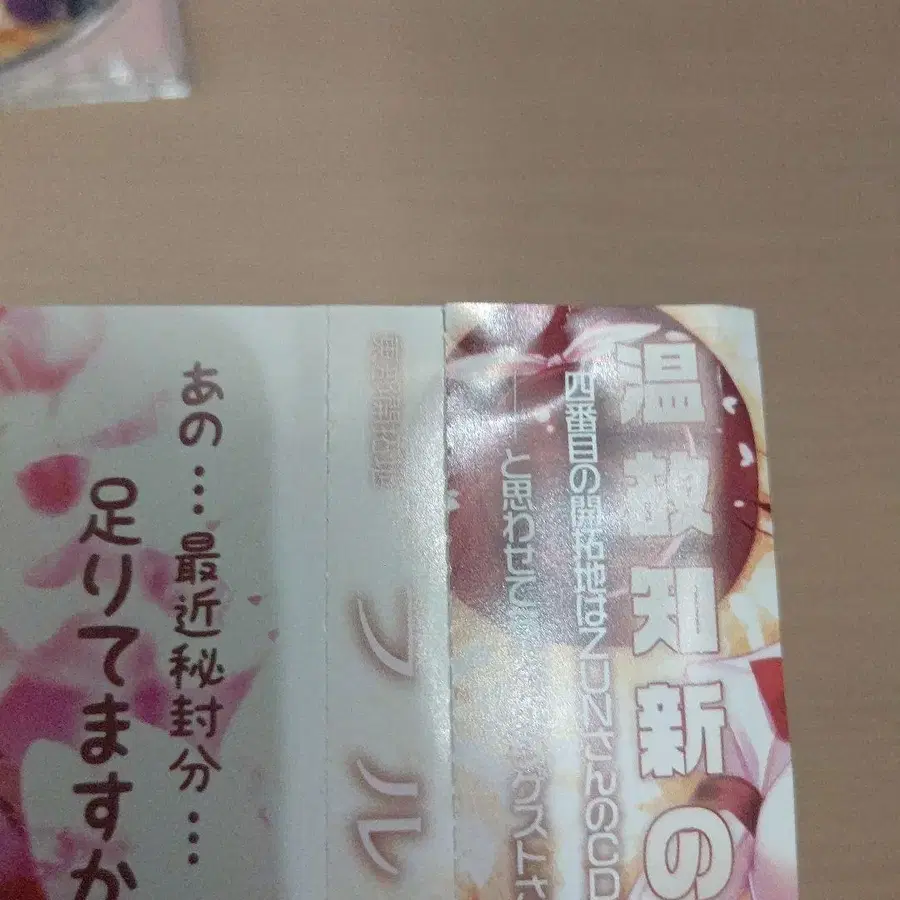 温故知新の
四番目の開拓地はZUNさんのCD
――と思わせて
ゲストさ
フル
あの…最近秘封分…
足りてますか